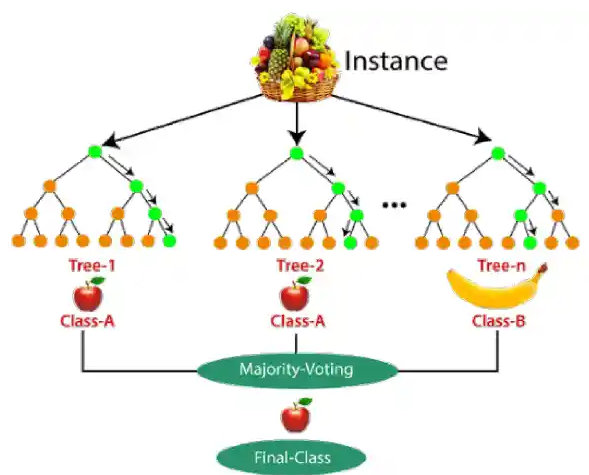 Instance
...
Tree-1
Tree-2
Tree-n
Class-A
Class-A
Class-B
Majority-Voting
Final-Class